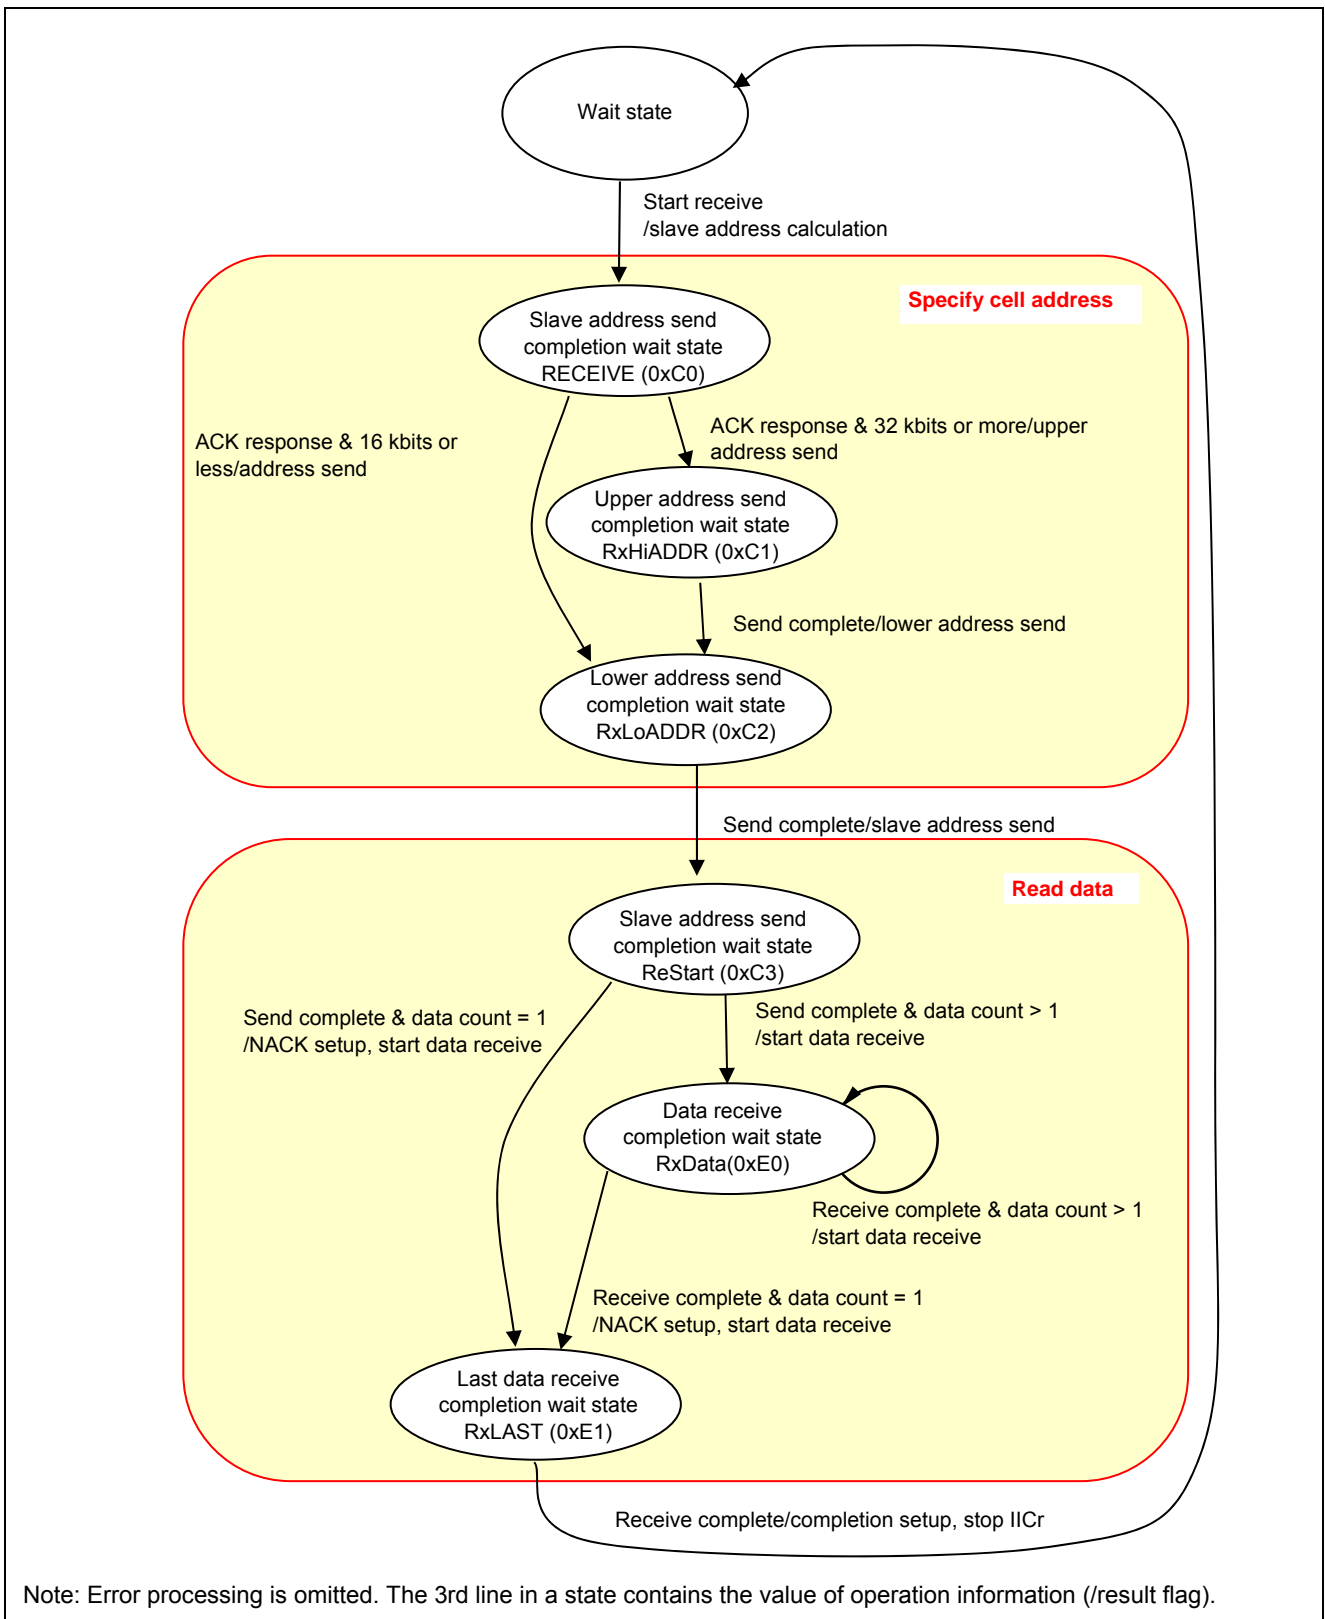 Wait state
Start receive
/slave address calculation
Specify cell address
Slave address send
completion wait state
RECEIVE (0xC0)
ACK response & 16 kbits or
less/address send
ACK response & 32 kbits or more/upper
address send
Upper address send
completion wait state
RxHiADDR (0xC1)
Send complete/lower address send
Lower address send
completion wait state
RxLoADDR (0xC2)
Send complete/slave address send
Read data
Slave address send
completion wait state
ReStart (0xC3)
Send complete & data count = 1
/NACK setup, start data receive
Send complete & data count > 1
/start data receive
Data receive
completion wait state
RxData(0xE0)
Receive complete & data count > 1
/start data receive
Receive complete & data count = 1
/NACK setup, start data receive
Last data receive
completion wait state
RxLAST (0xE1)
Receive complete/completion setup, stop IICr
Note: Error processing is omitted. The 3rd line in a state contains the value of operation information (/result flag).